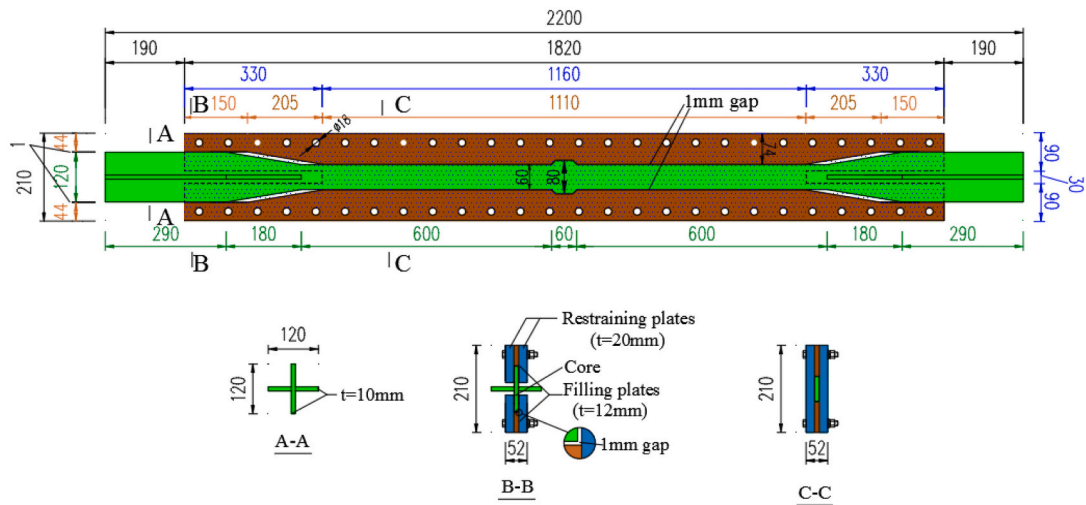 2200
190 1820 190
330 1160 330
B 150 205 C 1110 205 150
1mm gap
ø18
A
44
1
210
120
44
60
80
74
90
30
90
A
290 180 600 60 600 180 290
B C
120
120
t=10mm
A-A
210
Restraining plates
(t=20mm)
Core
Filling plates
(t=12mm)
1mm gap
52
B-B
210
52
C-C